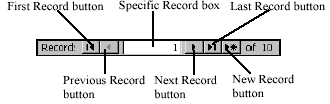 First Record button Specific Record box Last Record button
Record: 1 of 10
Previous Record button
Next Record button
New Record button